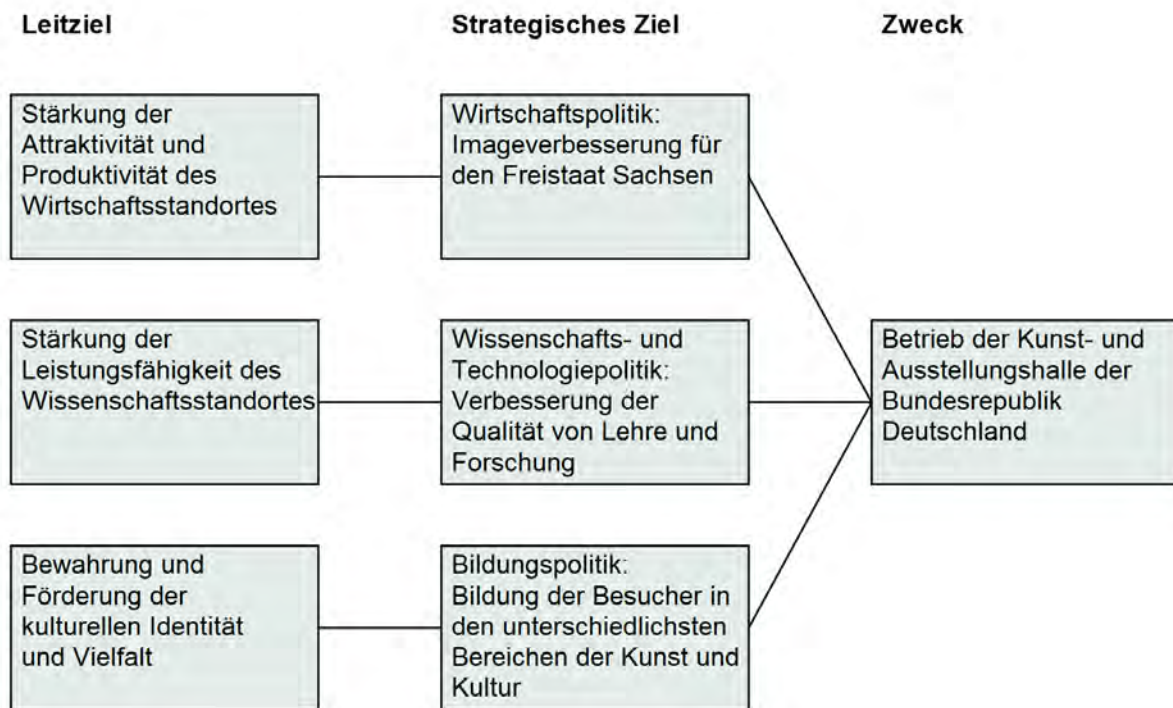 Leitziel
Strategisches Ziel
Zweck
Stärkung der
Attraktivität und
Produktivität des
Wirtschaftsstandortes
Wirtschaftspolitik:
Imageverbesserung für
den Freistaat Sachsen
Stärkung der
Leistungsfähigkeit des
Wissenschaftsstandortes
Wissenschafts- und
Technologiepolitik:
Verbesserung der
Qualität von Lehre und
Forschung
Betrieb der Kunst- und
Ausstellungshalle der
Bundesrepublik
Deutschland
Bewahrung und
Förderung der
kulturellen Identität
und Vielfalt
Bildungspolitik:
Bildung der Besucher in
den unterschiedlichsten
Bereichen der Kunst und
Kultur